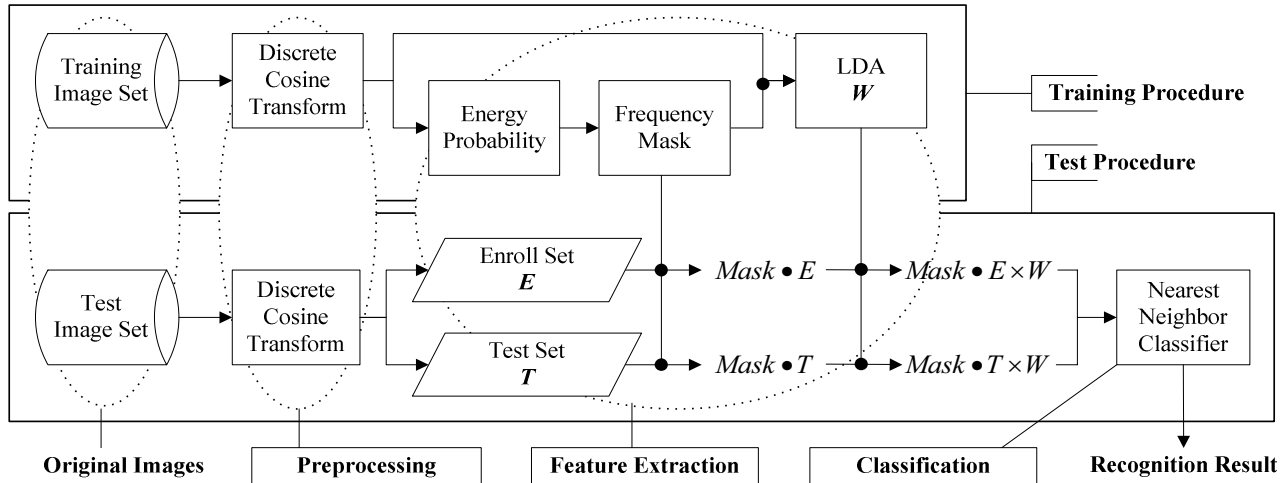 Training
Image Set
Discrete
Cosine
Transform
Energy
Probability
Frequency
Mask
LDA
W
Training Procedure
Test Procedure
Test
Image Set
Discrete
Cosine
Transform
Enroll Set
E
Test Set
T
Mask ● E
Mask ● E × W
Mask ● T
Mask ● T × W
Nearest
Neighbor
Classifier
Original Images
Preprocessing
Feature Extraction
Classification
Recognition Result